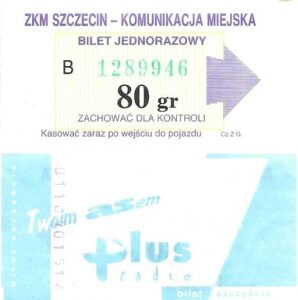 ZKM SZCZECIN – KOMUNIKACJA MIEJSKA
BILET JEDNORAZOWY
B 1289946
80 gr
ZACHOWAĆ DLA KONTROLI
Kasować zaraz po wejściu do pojazdu
Cz Z.G.
Twoim asem
plus
radio
bilet szczęścia